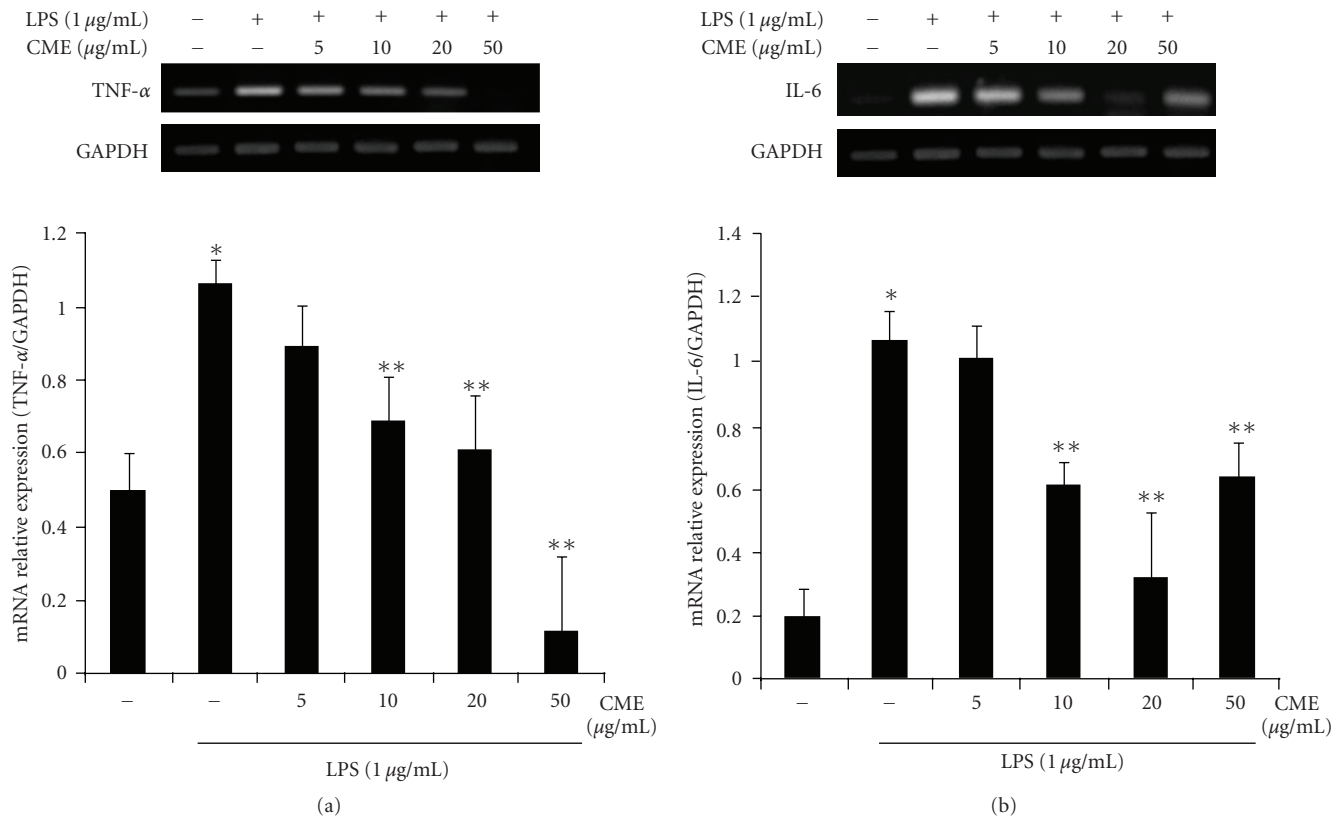 LPS (1 μg/mL) − + + + + +
CME (μg/mL) − − 5 10 20 50
TNF-α
GAPDH
1.2
1
0.8
0.6
0.4
0.2
0
mRNA relative expression (TNF-α/GAPDH)
*
**
**
**
− − 5 10 20 50 CME
(μg/mL)
LPS (1 μg/mL)
(a)
LPS (1 μg/mL) − + + + + +
CME (μg/mL) − − 5 10 20 50
IL-6
GAPDH
1.4
1.2
1
0.8
0.6
0.4
0.2
0
mRNA relative expression (IL-6/GAPDH)
*
**
**
**
− − 5 10 20 50 CME
(μg/mL)
LPS (1 μg/mL)
(b)